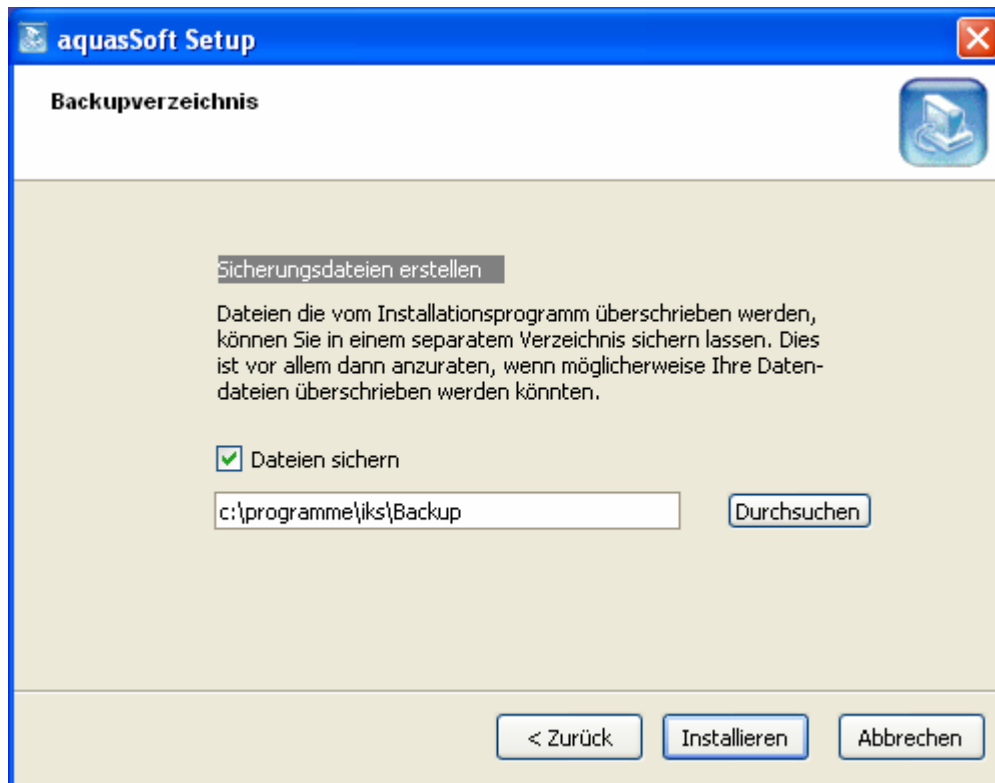 aquasSoft Setup
Backupverzeichnis
Sicherungsdateien erstellen
Dateien die vom Installationsprogramm überschrieben werden,
können Sie in einem separatem Verzeichnis sichern lassen. Dies
ist vor allem dann anzuraten, wenn möglicherweise Ihre Daten-
dateien überschrieben werden könnten.
Dateien sichern
c:\programme\iks\Backup
Durchsuchen
< Zurück
Installieren
Abbrechen